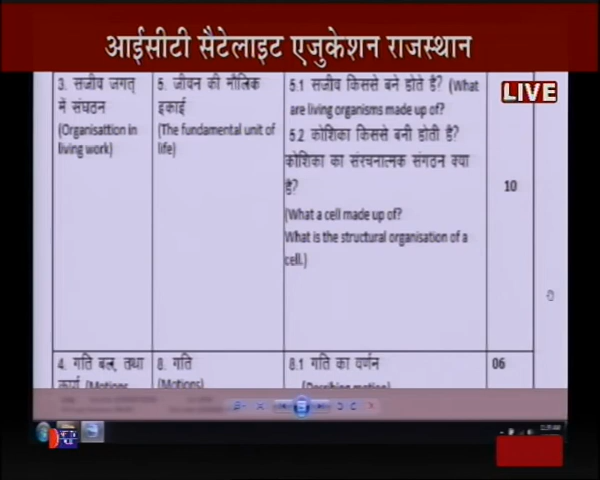 आईसीटी सैटेलाइट एजुकेशन राजस्थान
LIVE
3. सजीव जगत्
में संघठन
(Organisattion in
living work)
5. जीवन की मौलिक
इकाई
(The fundamental unit of
life)
5.1 सजीव किससे बने होते है? (What
are living organisms made up of?
5.2 कोशिका किससे बनी होती है?
कोशिका का संरचनात्मक संगठन क्या
है?
(What a cell made up of?
What is the structural organisation of a
cell.)
10
4. गति बल, तथा
कार्य (Motions
8. गति
(Motions)
8.1 गति का वर्णन
(Describing motion)
06